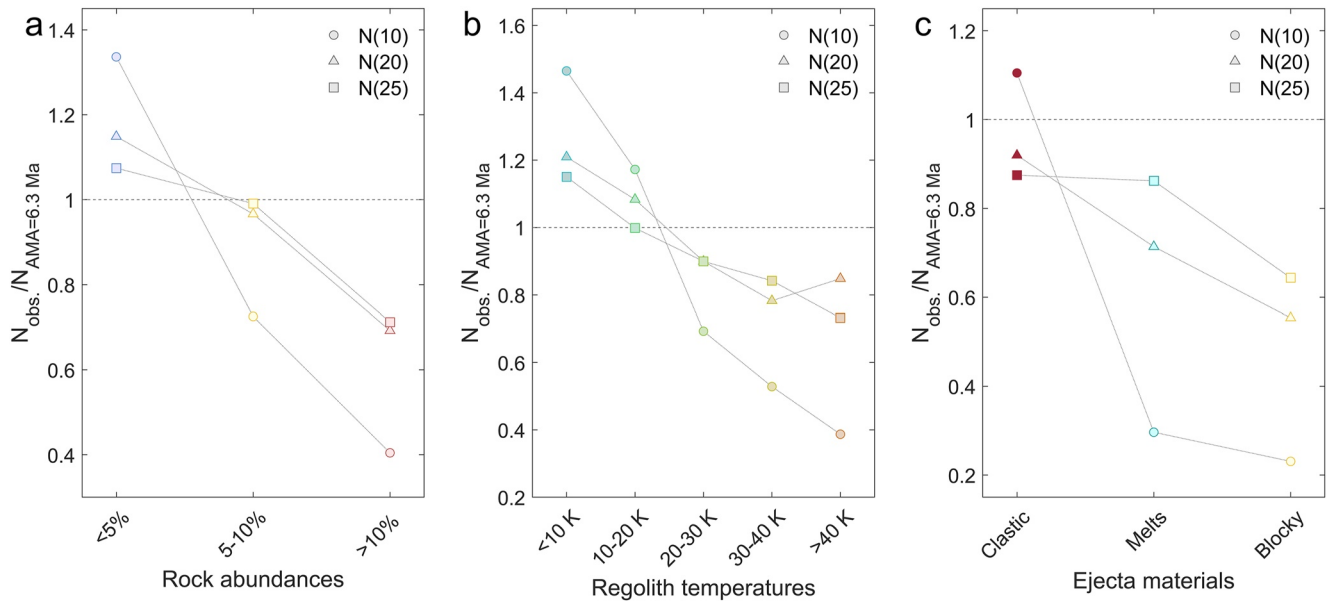 a
1.4
1.2
1
0.8
0.6
0.4
N(10)
N(20)
N(25)
<5%
5-10%
>10%
Rock abundances
Nobs./NAMA=6.3 Ma
b
1.6
1.4
1.2
1
0.8
0.6
0.4
0.2
N(10)
N(20)
N(25)
<10 K
10-20 K
20-30 K
30-40 K
>40 K
Regolith temperatures
Nobs./NAMA=6.3 Ma
c
1.2
1
0.8
0.6
0.4
0.2
N(10)
N(20)
N(25)
Clastic
Melts
Blocky
Ejecta materials
Nobs./NAMA=6.3 Ma